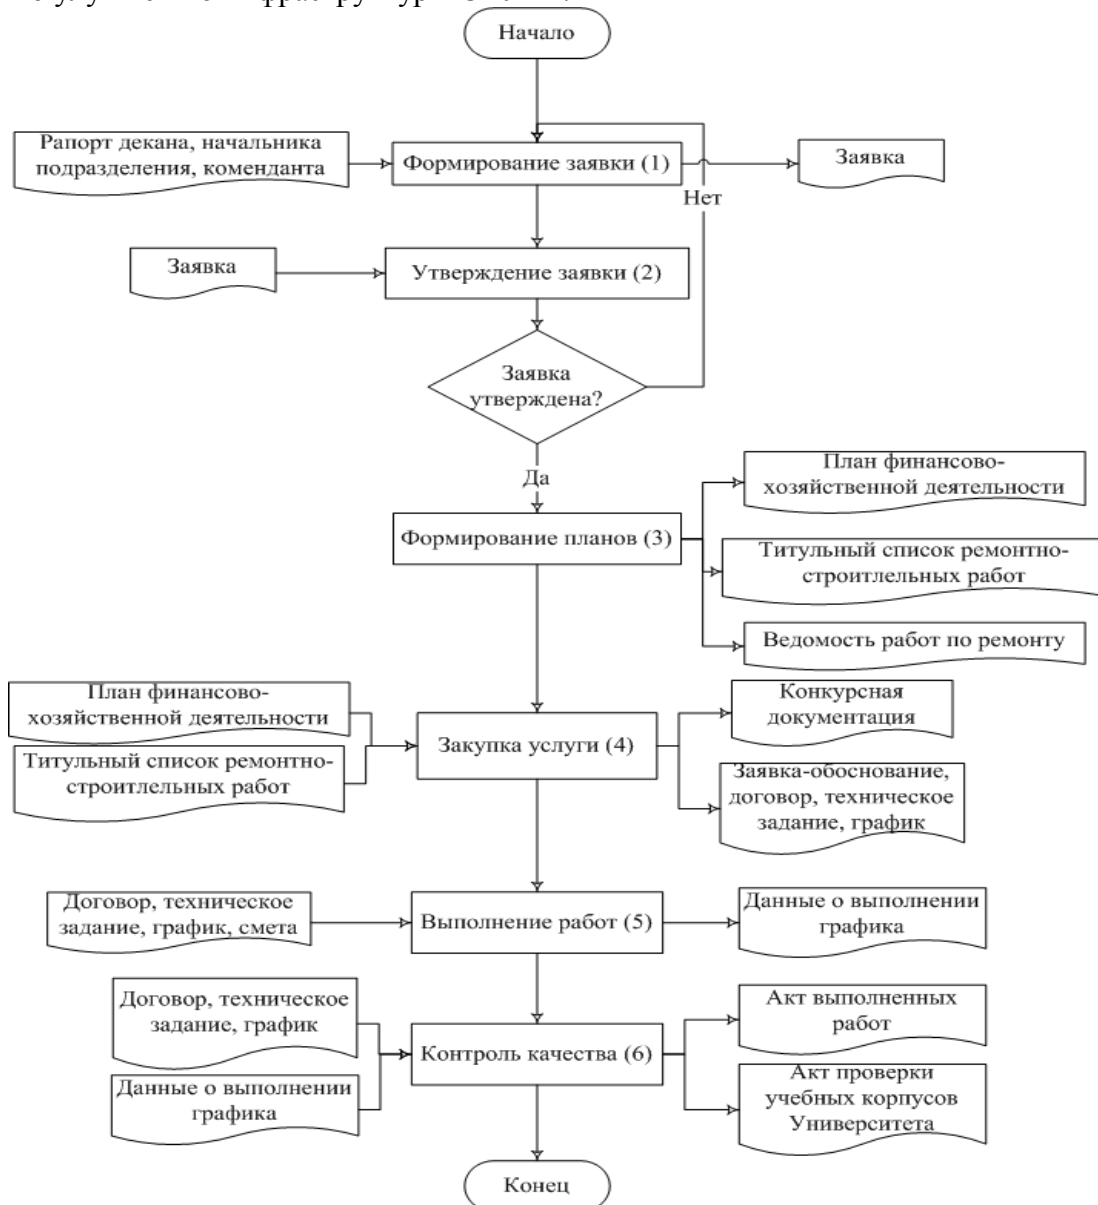 Начало
Рапорт декана, начальника
подразделения, коменданта
Формирование заявки (1)
Заявка
Нет
Заявка
Утверждение заявки (2)
Заявка
утверждена?
Да
План финансово-
хозяйственной деятельности
Формирование планов (3)
Титульный список ремонтно-
строитлельных работ
Ведомость работ по ремонту
План финансово-
хозяйственной деятельности
Титульный список ремонтно-
строитлельных работ
Закупка услуги (4)
Конкурсная
документация
Заявка-обоснование,
договор, техническое
задание, график
Договор, техническое
задание, график, смета
Выполнение работ (5)
Данные о выполнении
графика
Договор, техническое
задание, график
Данные о выполнении
графика
Контроль качества (6)
Акт выполненных
работ
Акт проверки
учебных корпусов
Университета
Конец